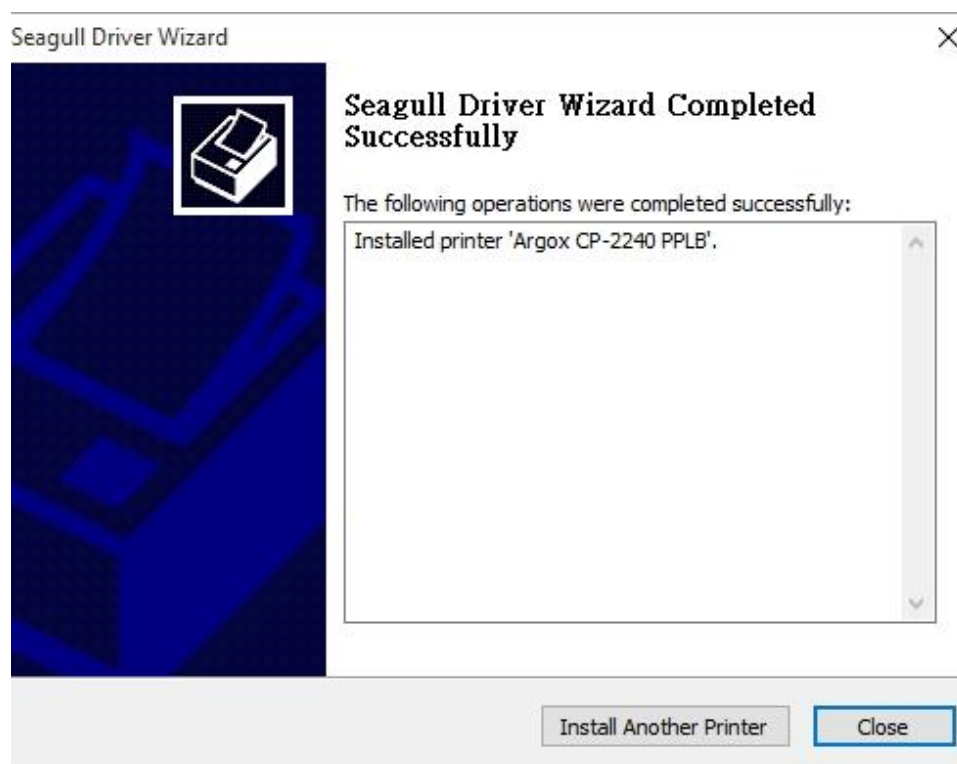 Seagull Driver Wizard
Seagull Driver Wizard Completed
Successfully
The following operations were completed successfully:
Installed printer 'Argox CP-2240 PPLB'.
Install Another Printer
Close